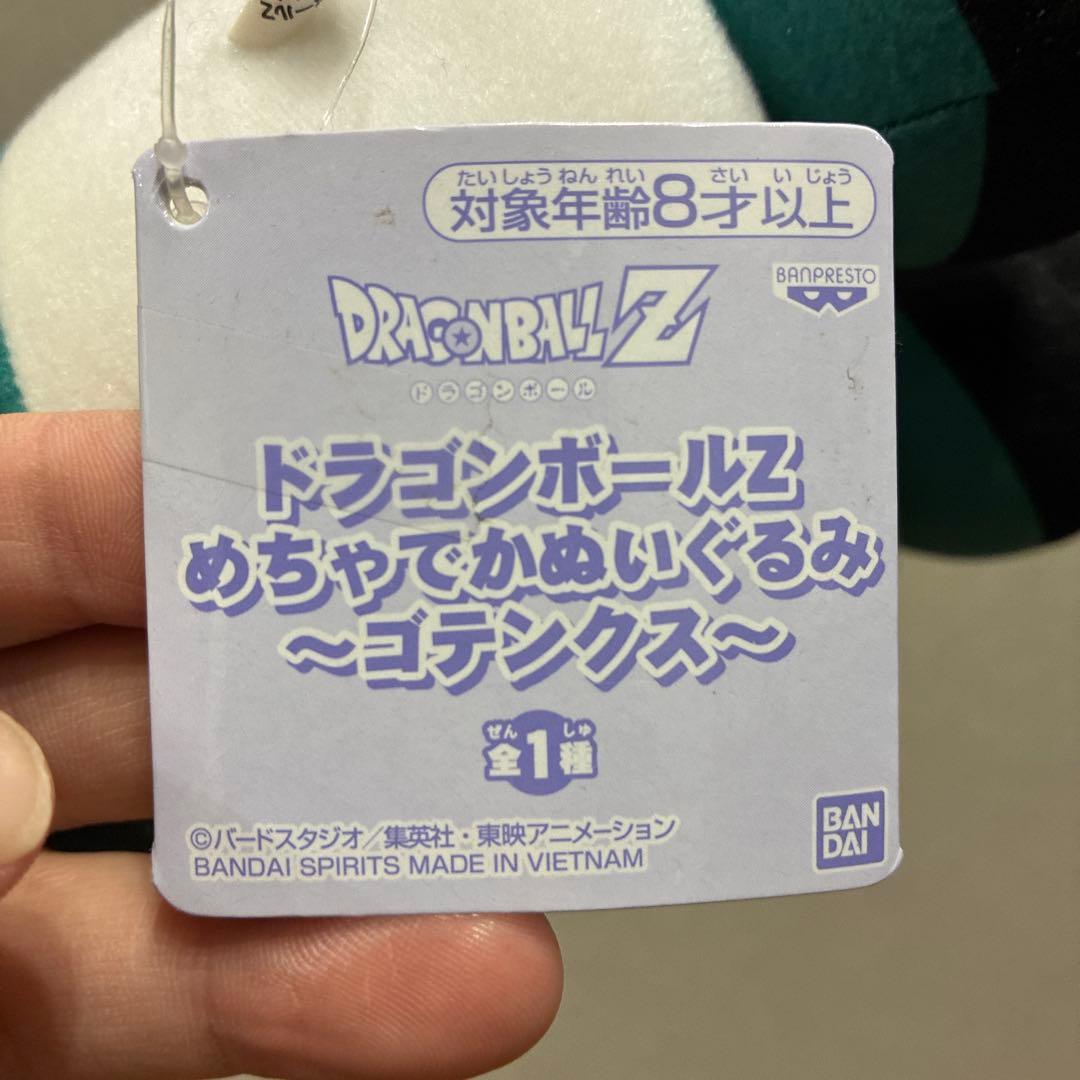 たいしょうねんれい さいいじょう
対象年齢8才以上
BANPRESTO
DRAGONBALL Z
ドラゴンボール
ドラゴンボールZ
めちゃでかぬいぐるみ
～ゴテンクス～
ぜん しゅ
全1種
©バードスタジオ／集英社・東映アニメーション
BANDAI SPIRITS MADE IN VIETNAM
BAN
DAI